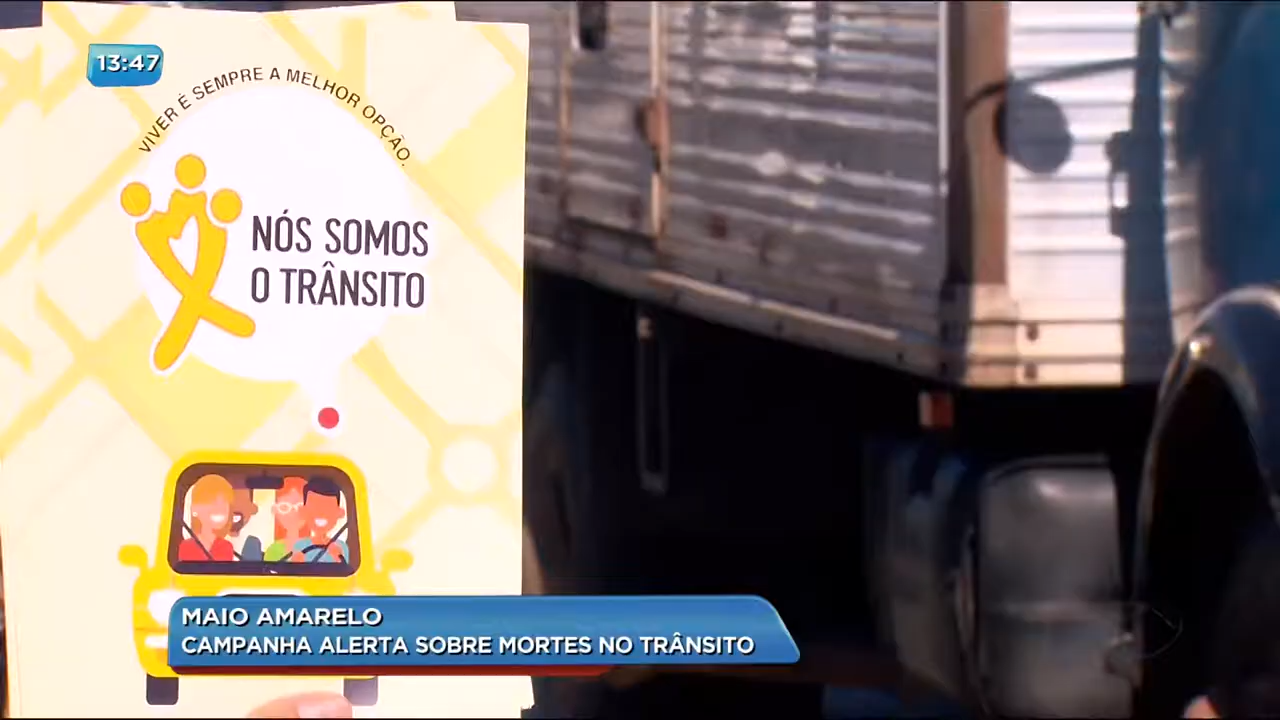 13:47
VIVER É SEMPRE A MELHOR OPÇÃO.
NÓS SOMOS
O TRÂNSITO
MAIO AMARELO
CAMPANHA ALERTA SOBRE MORTES NO TRÂNSITO